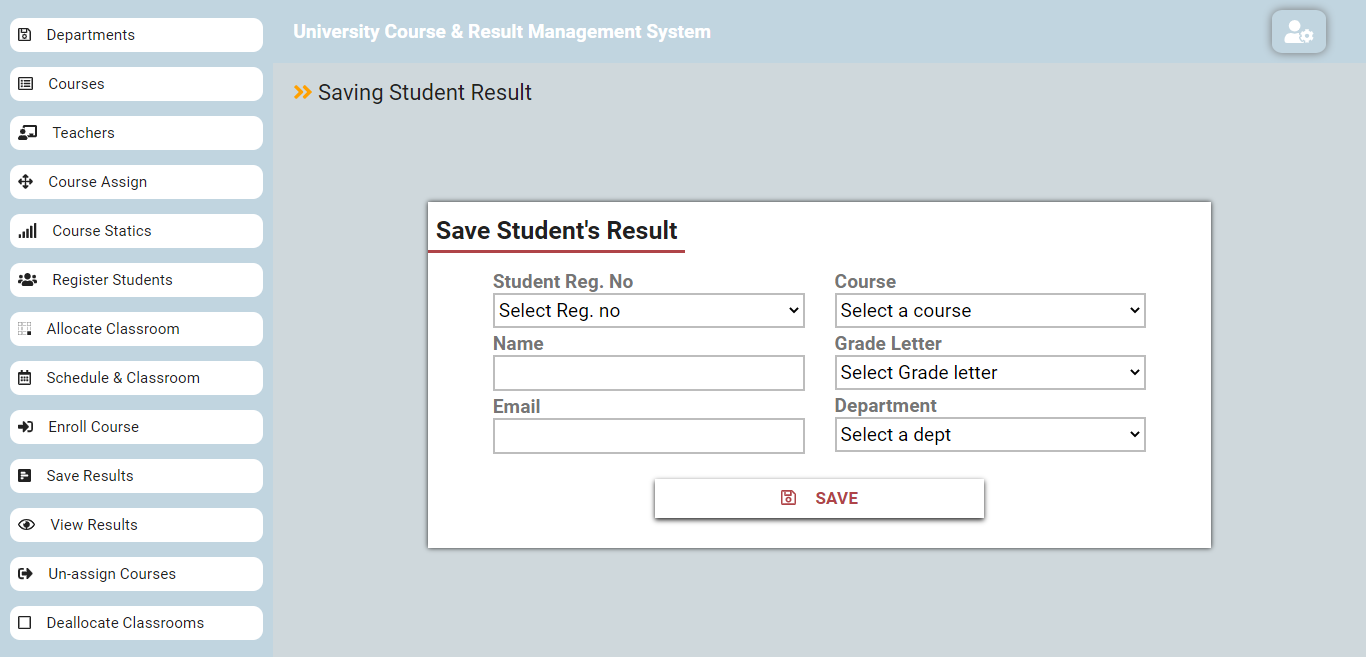 Departments
Courses
Teachers
Course Assign
Course Statics
Register Students
Allocate Classroom
Schedule & Classroom
Enroll Course
Save Results
View Results
Un-assign Courses
Deallocate Classrooms
University Course & Result Management System
Saving Student Result
Save Student's Result
Student Reg. No
Select Reg. no
Name
Email
Course
Select a course
Grade Letter
Select Grade letter
Department
Select a dept
SAVE